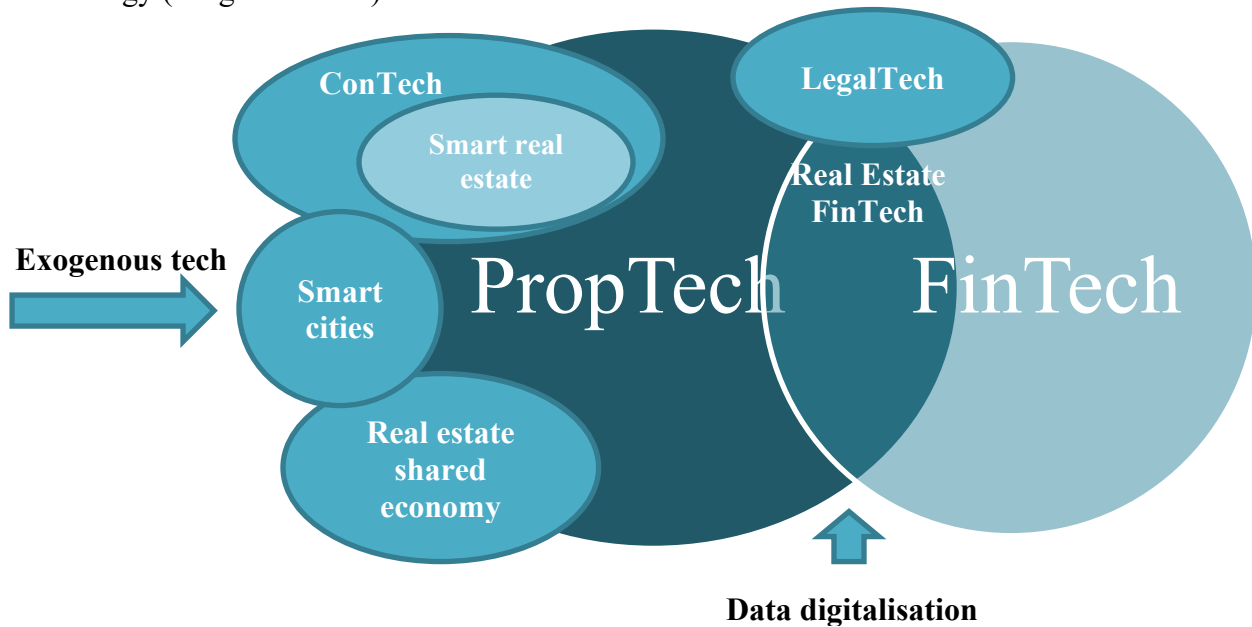 ConTech
LegalTech
Smart real
estate
Real Estate
FinTech
Exogenous tech
PropTech
FinTech
Smart
cities
Real estate
shared
economy
Data digitalisation